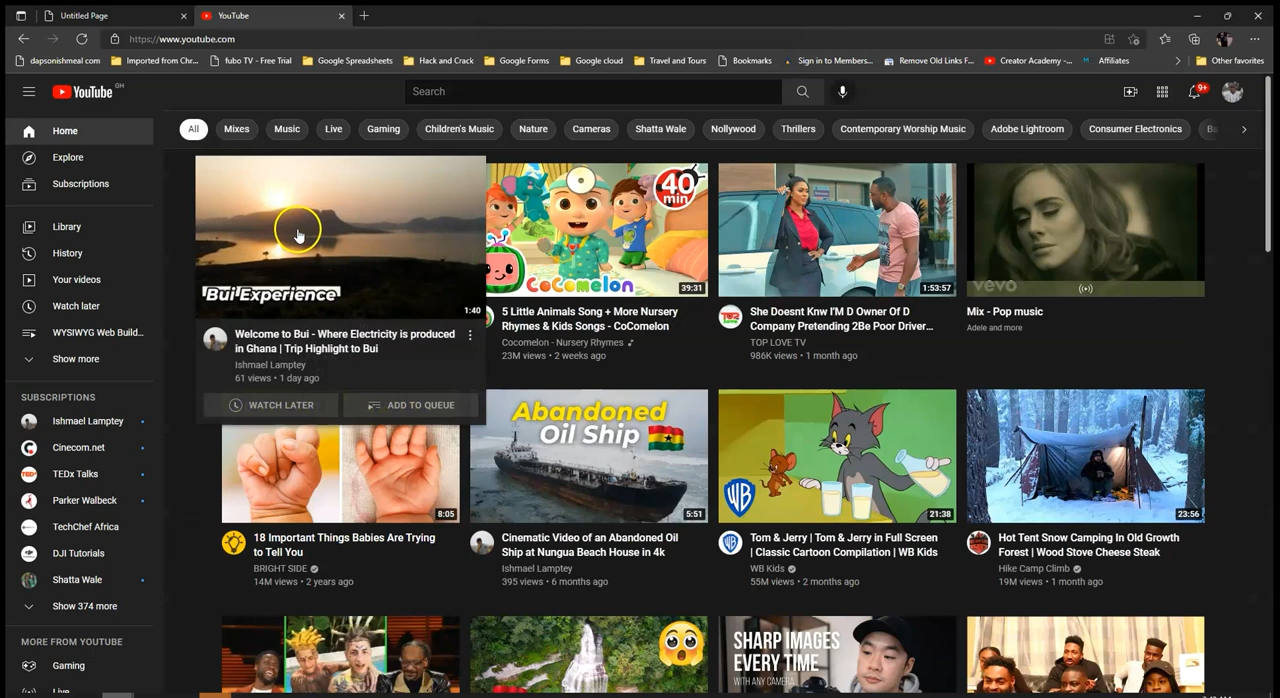 Untitled Page
YouTube
https://www.youtube.com
dapsonishmeal com
Imported from Chr...
fubo TV - Free Trial
Google Spreadsheets
Hack and Crack
Google Forms
Google cloud
Travel and Tours
Bookmarks
Sign in to Members...
Remove Old Links F...
Creator Academy -...
Affiliates
Other favorites
YouTube GH
Search
9+
Home
Explore
Subscriptions
Library
History
Your videos
Watch later
WYSIWYG Web Build...
Show more
SUBSCRIPTIONS
Ishmael Lamptey
Cinecom.net
TEDx Talks
Parker Walbeck
TechChef Africa
DJI Tutorials
Shatta Wale
Show 374 more
MORE FROM YOUTUBE
Gaming
Live
All
Mixes
Music
Live
Gaming
Children's Music
Nature
Cameras
Shatta Wale
Nollywood
Thrillers
Contemporary Worship Music
Adobe Lightroom
Consumer Electronics
Bui Experience
1:40
Welcome to Bui - Where Electricity is produced
in Ghana | Trip Highlight to Bui
Ishmael Lamptey
61 views • 1 day ago
WATCH LATER
ADD TO QUEUE
40
min
CoComelon
39:31
5 Little Animals Song + More Nursery
Rhymes & Kids Songs - CoComelon
Cocomelon - Nursery Rhymes
23M views • 2 weeks ago
1:53:57
She Doesnt Knw I'M D Owner Of D
Company Pretending 2Be Poor Driver...
TOP LOVE TV
986K views • 1 month ago
vevo
Mix - Pop music
Adele and more
8:05
18 Important Things Babies Are Trying
to Tell You
BRIGHT SIDE
14M views • 2 years ago
Abandoned
Oil Ship
5:51
Cinematic Video of an Abandoned Oil
Ship at Nungua Beach House in 4k
Ishmael Lamptey
395 views • 6 months ago
WB
21:38
Tom & Jerry | Tom & Jerry in Full Screen
| Classic Cartoon Compilation | WB Kids
WB Kids
55M views • 2 months ago
23:56
Hot Tent Snow Camping In Old Growth
Forest | Wood Stove Cheese Steak
Hike Camp Climb
19M views • 1 month ago
SHARP IMAGES
EVERY TIME
WITH ANY CAMERA